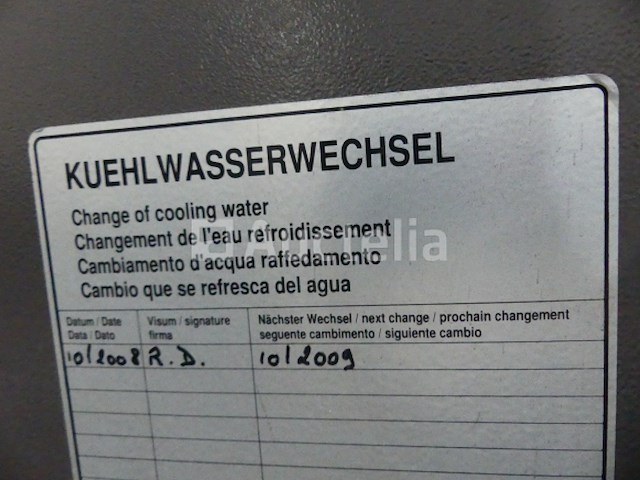 KUEHLWASSERWECHSEL
Change of cooling water
Changement de l'eau refroidissement
Cambiamento d'acqua raffedamento
Cambio que se refresca del agua
Auctelia
Datum / Date Visum / signature Nächster Wechsel / next change / prochain changement
Data / Dato firma seguente cambimento / siguiente cambio
10/2008 R.D. 10/2009